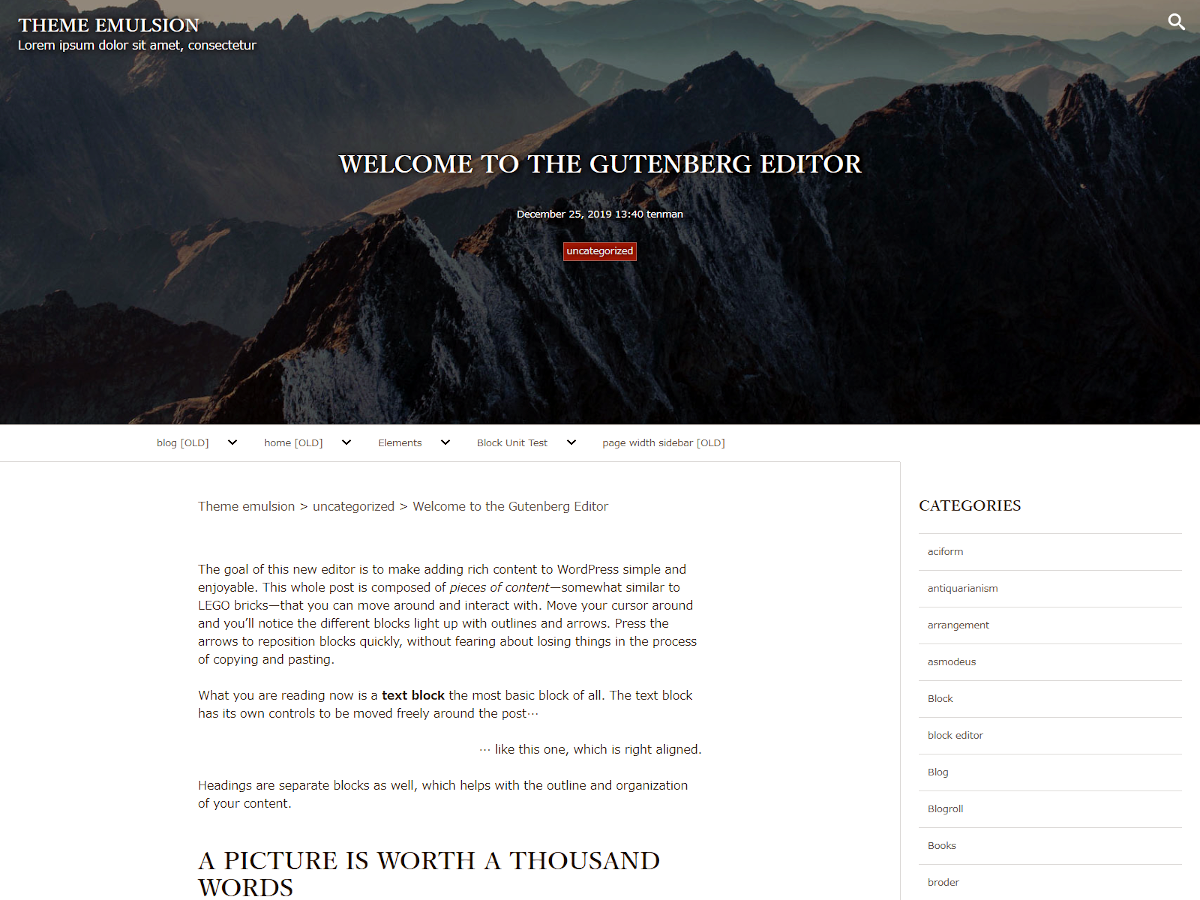 THEME EMULSION
Lorem ipsum dolor sit amet, consectetur
WELCOME TO THE GUTENBERG EDITOR
December 25, 2019 13:40 tenman
uncategorized
blog [OLD]
home [OLD]
Elements
Block Unit Test
page width sidebar [OLD]
Theme emulsion > uncategorized > Welcome to the Gutenberg Editor
The goal of this new editor is to make adding rich content to WordPress simple and
enjoyable. This whole post is composed of pieces of content—somewhat similar to
LEGO bricks—that you can move around and interact with. Move your cursor around
and you’ll notice the different blocks light up with outlines and arrows. Press the
arrows to reposition blocks quickly, without fearing about losing things in the process
of copying and pasting.
What you are reading now is a text block the most basic block of all. The text block
has its own controls to be moved freely around the post…
… like this one, which is right aligned.
Headings are separate blocks as well, which helps with the outline and organization
of your content.
A PICTURE IS WORTH A THOUSAND
WORDS
CATEGORIES
aciform
antiquarianism
arrangement
asmodeus
Block
block editor
Blog
Blogroll
Books
broder